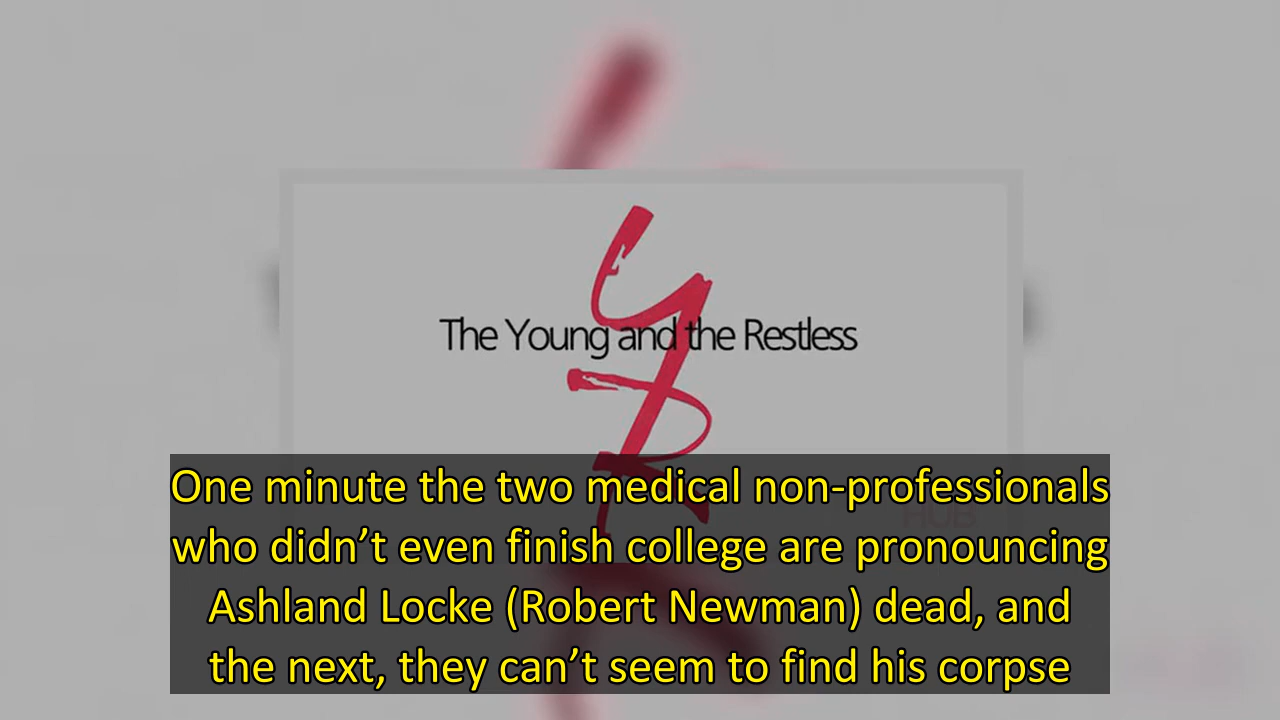 The Young and the Restless
One minute the two medical non-professionals
who didn’t even finish college are pronouncing
Ashland Locke (Robert Newman) dead, and
the next, they can’t seem to find his corpse
HUB